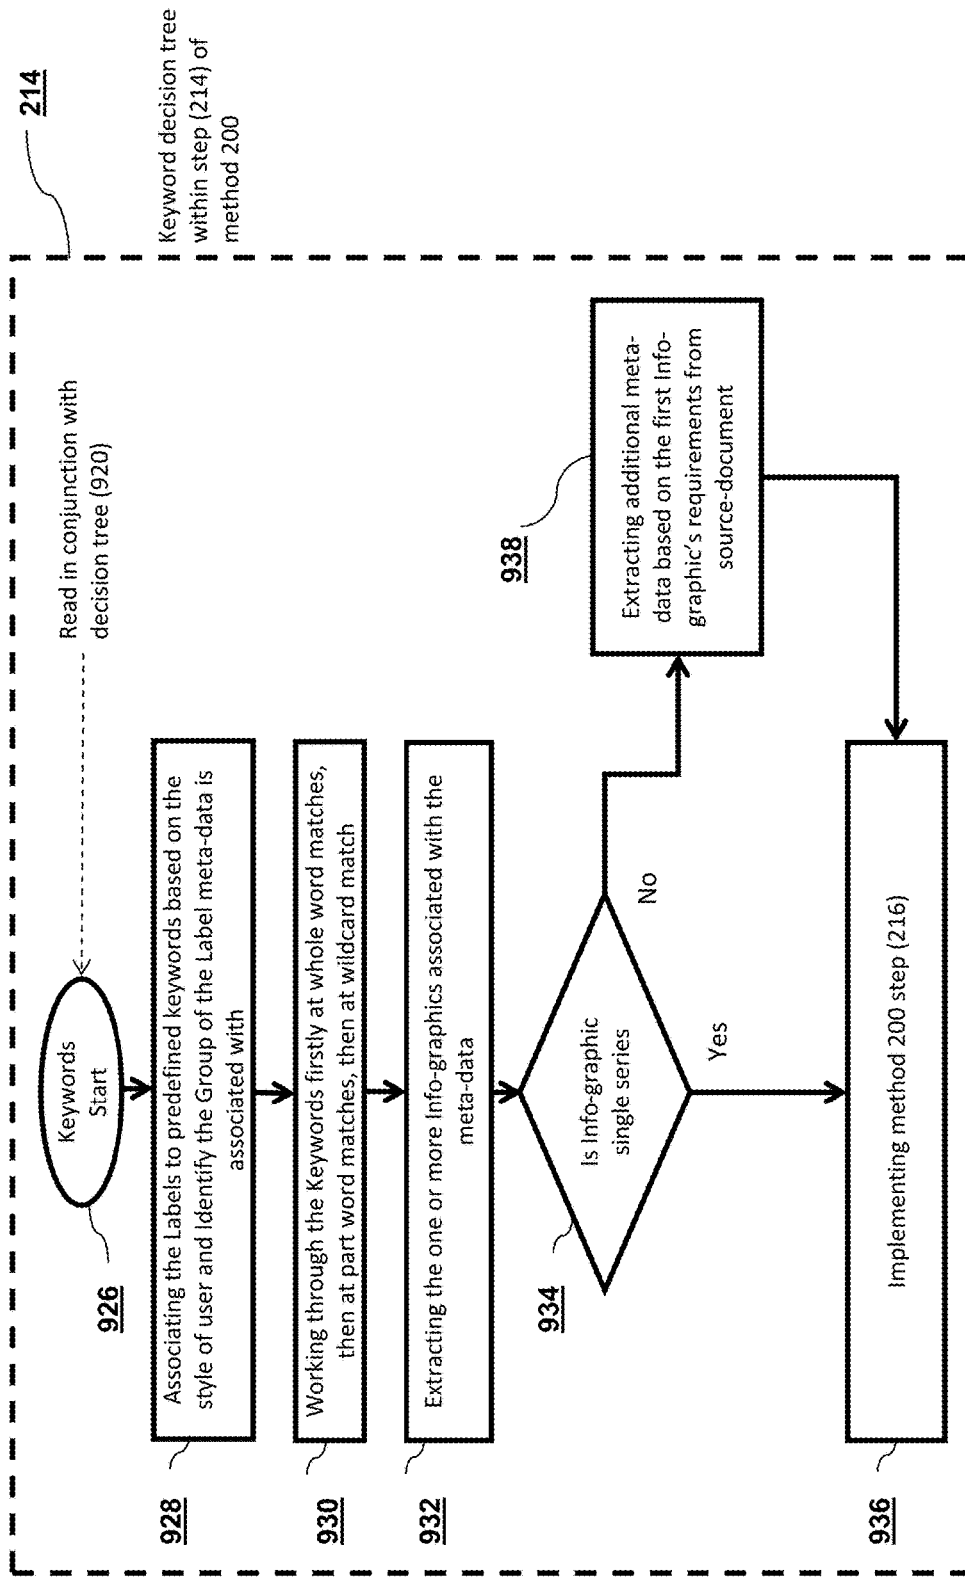 214
Keyword decision tree
within step (214) of
method 200
Read in conjunction with
decision tree (920)
Keywords
Start
926
Associating the Labels to predefined keywords based on the
style of user and Identify the Group of the Label meta-data is
associated with
928
Working through the Keywords firstly at whole word matches,
then at part word matches, then at wildcard match
930
Extracting the one or more Info-graphics associated with the
meta-data
932
Is Info-graphic
single series
934
No
Yes
Extracting additional meta-
data based on the first Info-
graphic's requirements from
source-document
938
Implementing method 200 step (216)
936